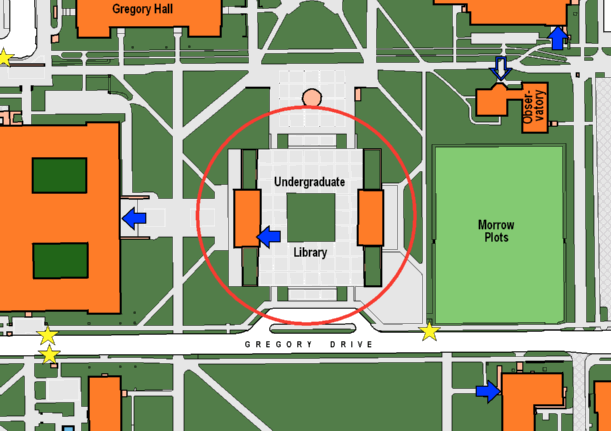 Gregory Hall
Obser-
vatory
Undergraduate
Library
Morrow
Plots
GREGORY DRIVE